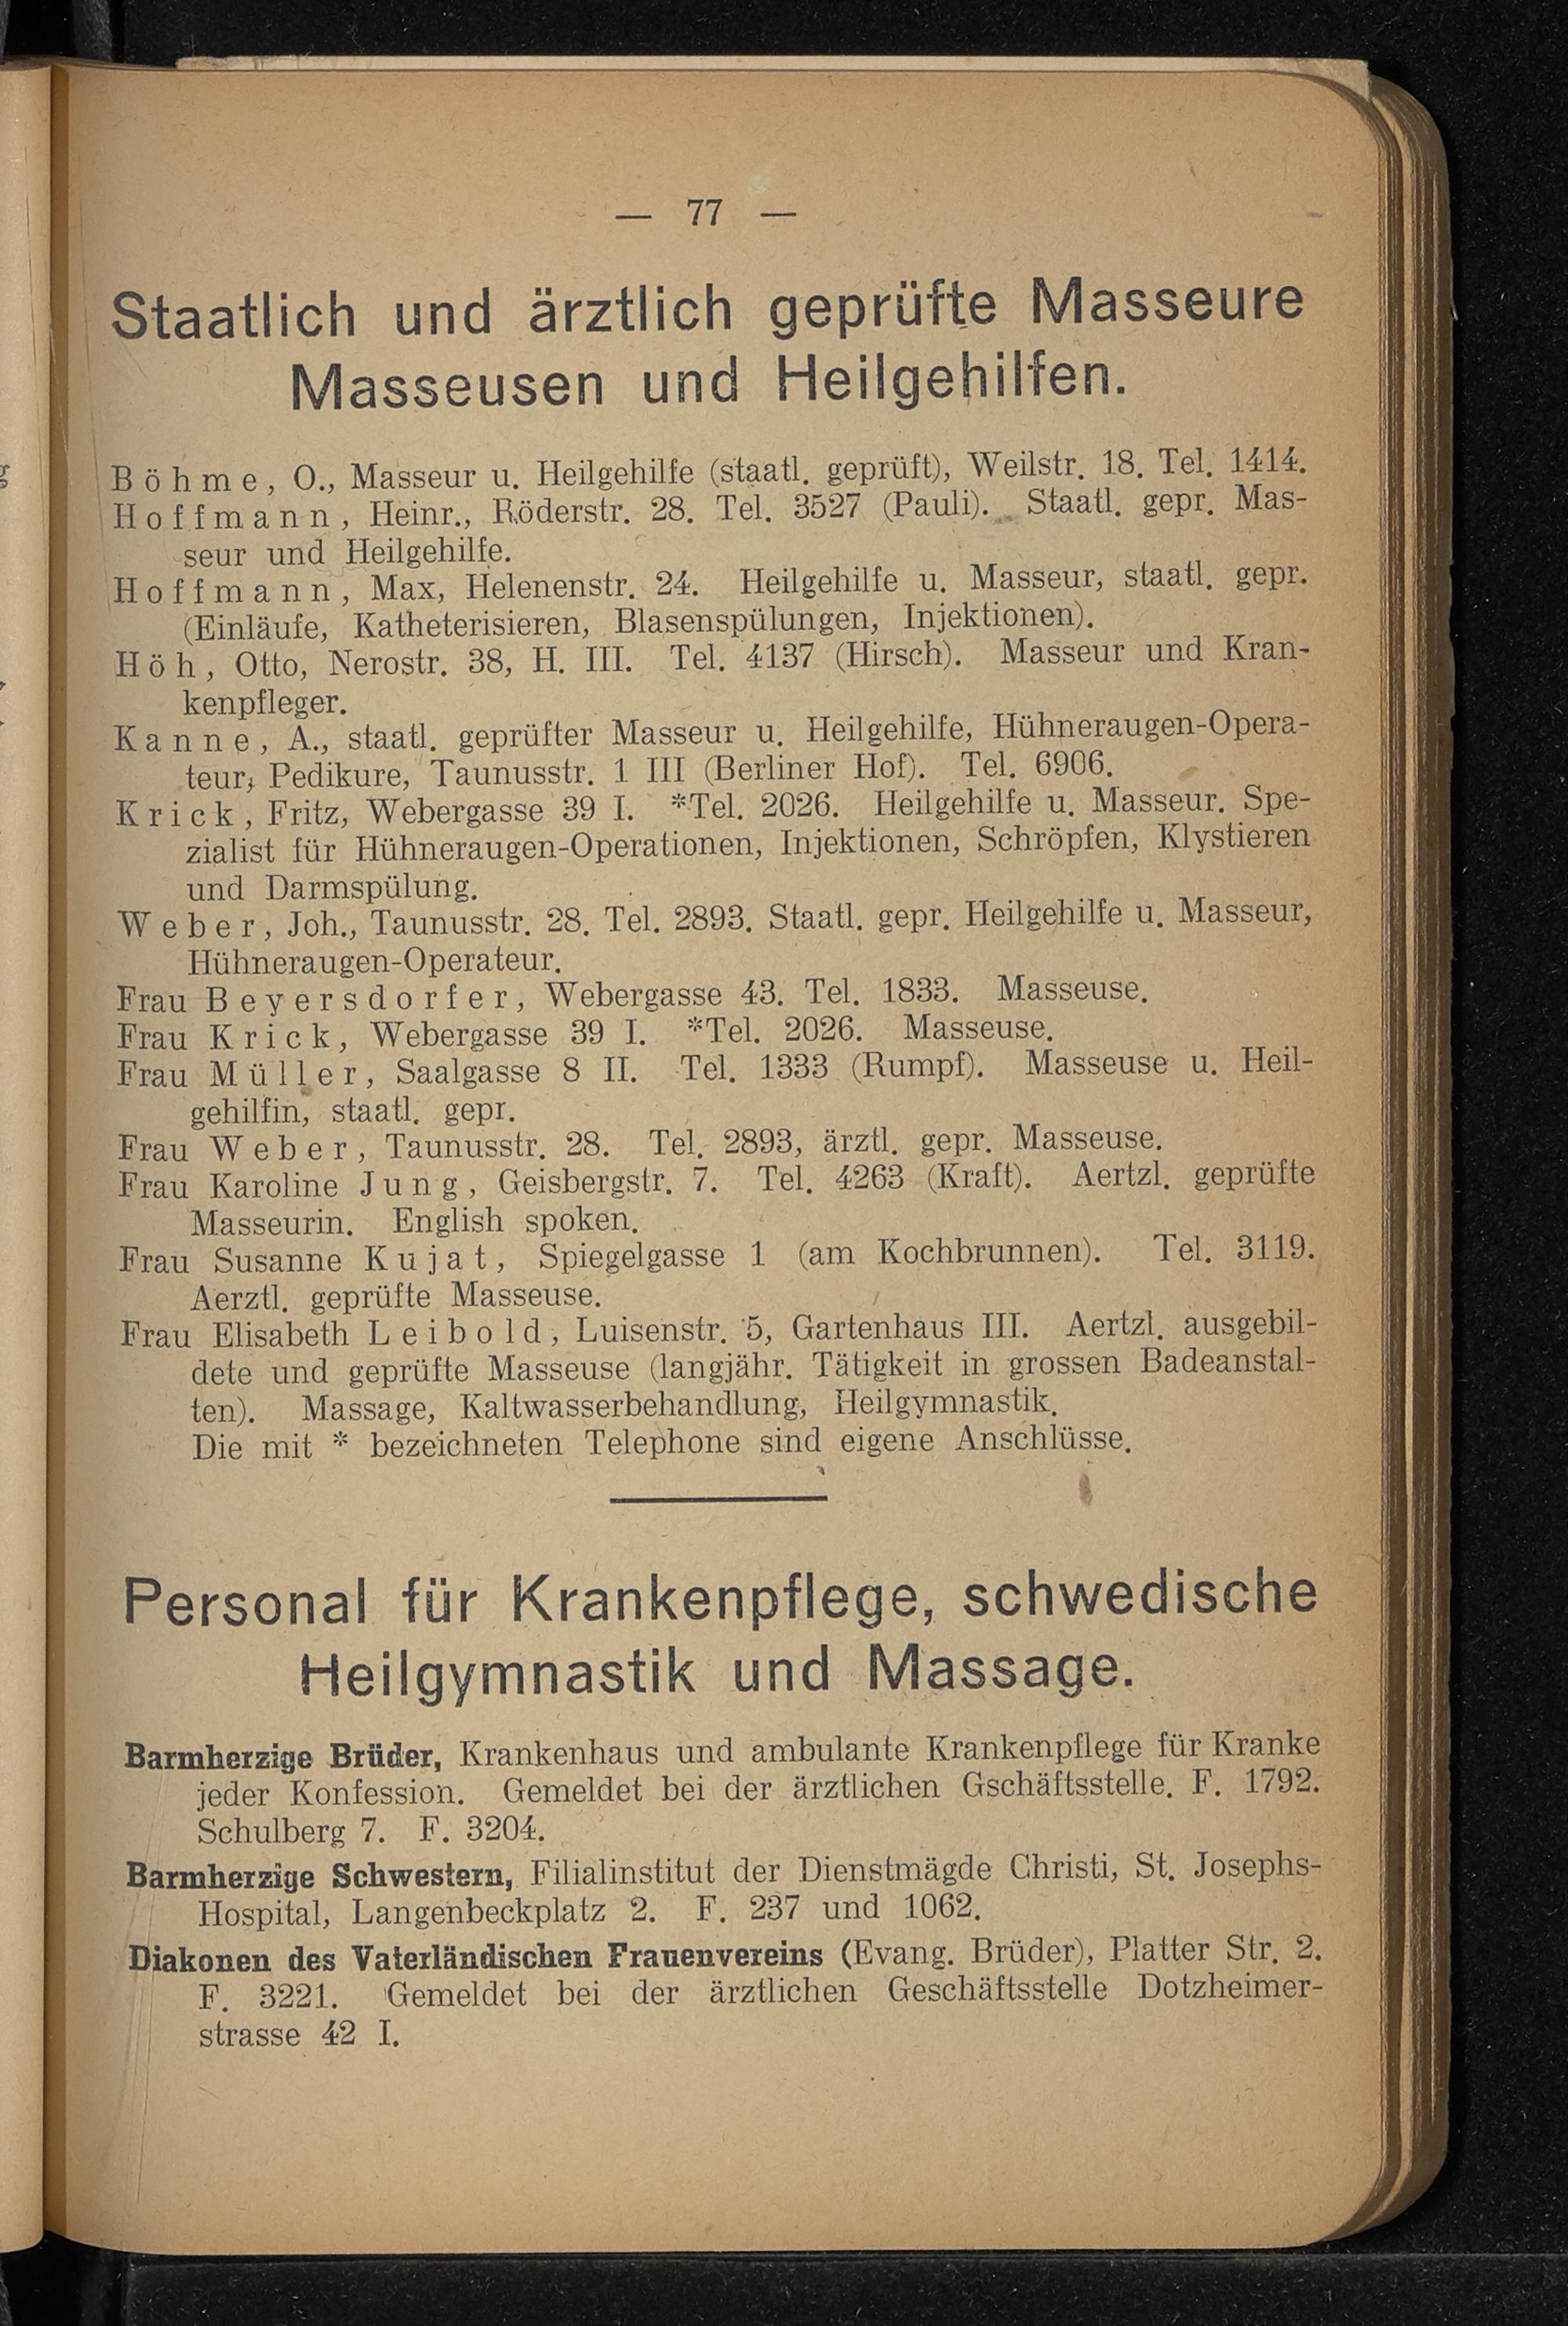 — 77 —
Staatlich und ärztlich geprüfte Masseure
Masseusen und Heilgehilfen.
Böhme, O., Masseur u. Heilgehilfe (staatl. geprüft), Weilstr. 18. Tel. 1414.
Hoffmann, Heinr., Röderstr. 28. Tel. 3527 (Pauli). Staatl. gepr. Mas-
seur und Heilgehilfe.
Hoffmann, Max, Helenenstr. 24. Heilgehilfe u. Masseur, staatl. gepr.
(Einläufe, Katheterisieren, Blasenspülungen, Injektionen).
Höh, Otto, Nerostr. 38, H. III. Tel. 4137 (Hirsch). Masseur und Kran-
kenpfleger.
Kanne, A., staatl. geprüfter Masseur u. Heilgehilfe, Hühneraugen-Opera-
teur; Pedikure, Taunusstr. 1 III (Berliner Hof). Tel. 6906.
Krick, Fritz, Webergasse 39 I. *Tel. 2026. Heilgehilfe u. Masseur. Spe-
zialist für Hühneraugen-Operationen, Injektionen, Schröpfen, Klystieren
und Darmspülung.
Weber, Joh., Taunusstr. 28. Tel. 2893. Staatl. gepr. Heilgehilfe u. Masseur,
Hühneraugen-Operateur.
Frau Beyersdorfer, Webergasse 43. Tel. 1833. Masseuse.
Frau Krick, Webergasse 39 I. *Tel. 2026. Masseuse.
Frau Müller, Saalgasse 8 II. Tel. 1333 (Rumpf). Masseuse u. Heil-
gehilfin, staatl. gepr.
Frau Weber, Taunusstr. 28. Tel. 2893, ärztl. gepr. Masseuse.
Frau Karoline Jung, Geisbergstr. 7. Tel. 4263 (Kraft). Aertzl. geprüfte
Masseurin. English spoken.
Frau Susanne Kujat, Spiegelgasse 1 (am Kochbrunnen). Tel. 3119.
Aerztl. geprüfte Masseuse.
Frau Elisabeth Leibold, Luisenstr. 5, Gartenhaus III. Aertzl. ausgebil-
dete und geprüfte Masseuse (langjähr. Tätigkeit in grossen Badeanstal-
ten). Massage, Kaltwasserbehandlung, Heilgymnastik.
Die mit * bezeichneten Telephone sind eigene Anschlüsse.
Personal für Krankenpflege, schwedische
Heilgymnastik und Massage.
Barmherzige Brüder, Krankenhaus und ambulante Krankenpflege für Kranke
jeder Konfession. Gemeldet bei der ärztlichen Gschäftsstelle. F. 1792.
Schulberg 7. F. 3204.
Barmherzige Schwestern, Filialinstitut der Dienstmägde Christi, St. Josephs-
Hospital, Langenbeckplatz 2. F. 237 und 1062.
Diakonen des Vaterländischen Frauenvereins (Evang. Brüder), Platter Str. 2.
F. 3221. Gemeldet bei der ärztlichen Geschäftsstelle Dotzheimer-
strasse 42 I.